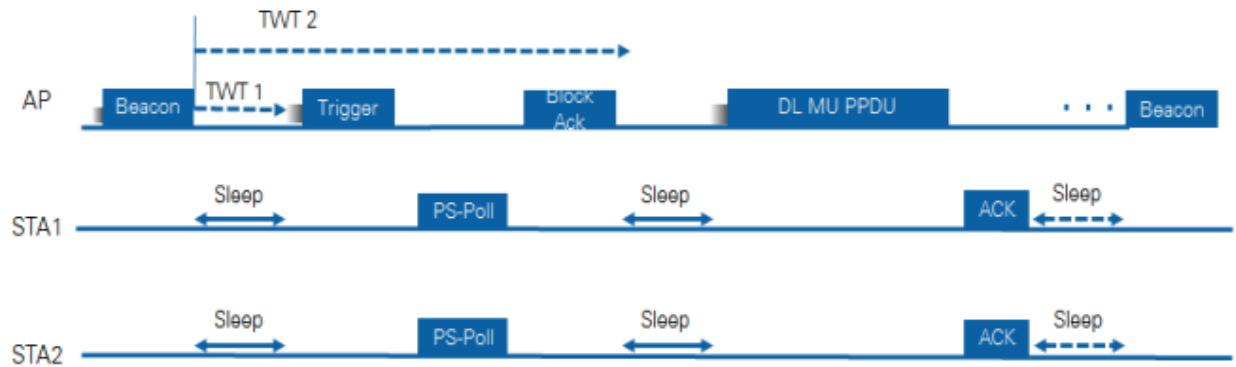 TWT 2
AP
Beacon
TWT 1
Trigger
Block
Ack
DL MU PPDU
. . .
Beacon
STA1
Sleep
PS-Poll
Sleep
ACK
Sleep
STA2
Sleep
PS-Poll
Sleep
ACK
Sleep